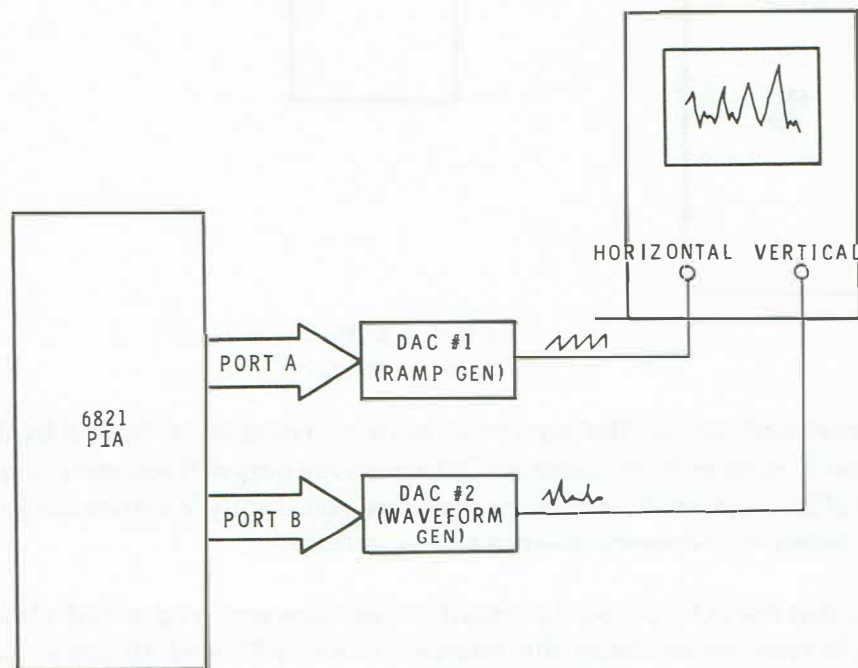 HORIZONTAL VERTICAL
PORT A
DAC #1
(RAMP GEN)
6821
PIA
PORT B
DAC #2
(WAVEFORM
GEN)